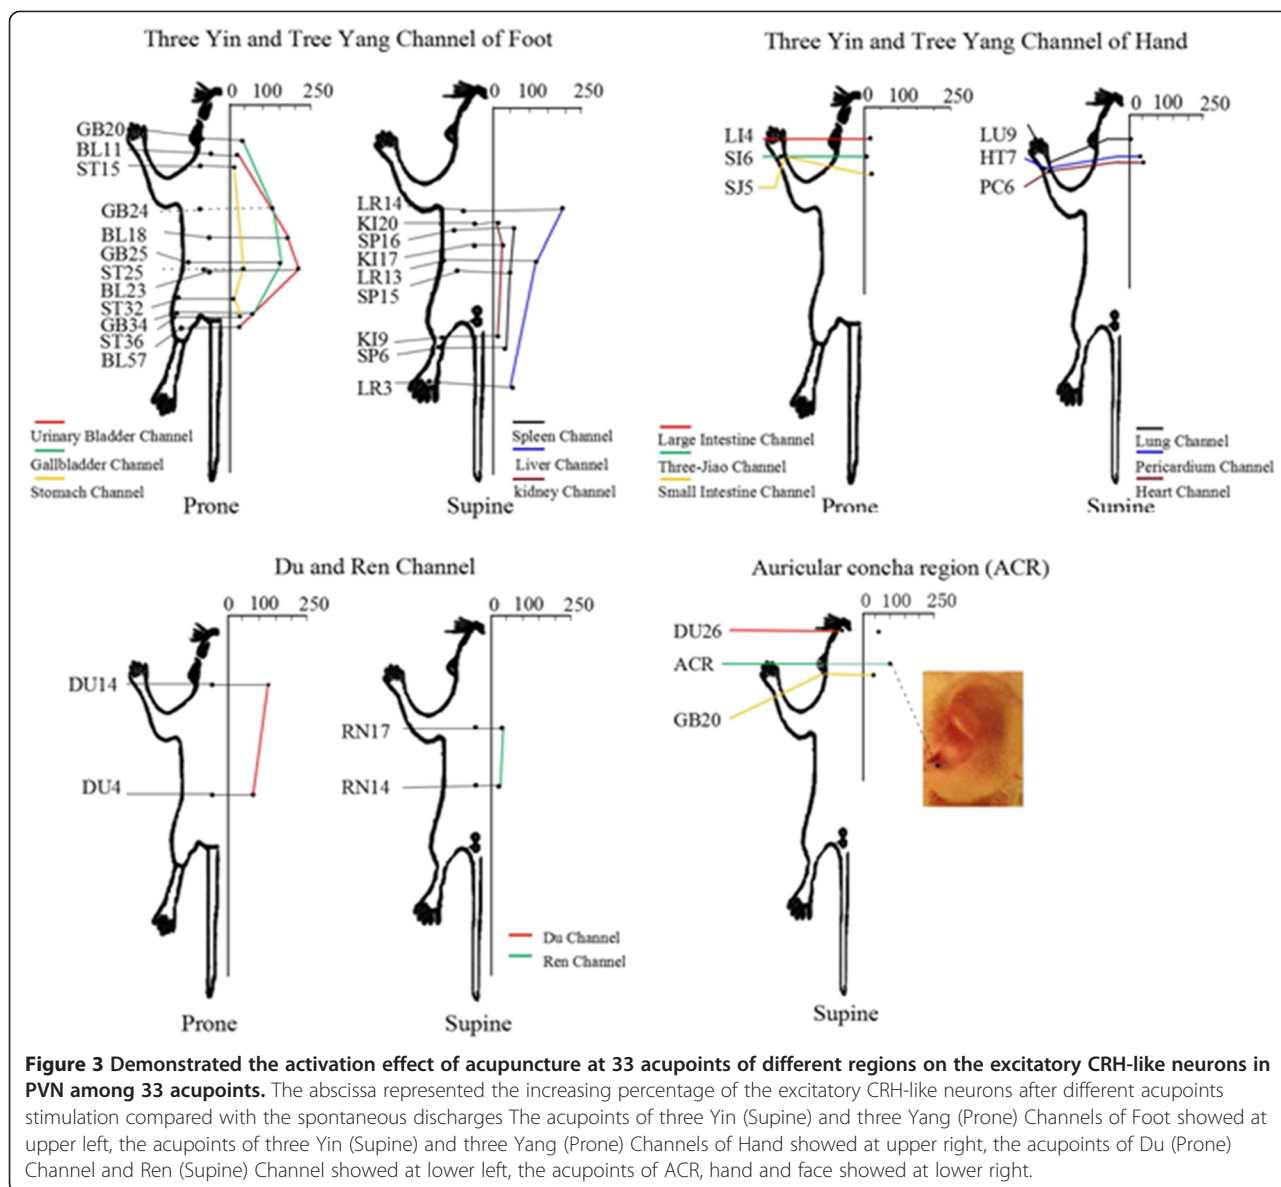 Three Yin and Tree Yang Channel of Foot
0 100 250
GB20
BL11
ST15
GB24
BL18
GB25
ST25
BL23
ST32
GB34
ST36
BL57
Urinary Bladder Channel
Gallbladder Channel
Stomach Channel
Prone
0 100 250
LR14
KI20
SP16
KI17
LR13
SP15
KI9
SP6
LR3
Spleen Channel
Liver Channel
kidney Channel
Supine
Three Yin and Tree Yang Channel of Hand
0 100 250
LI4
SI6
SJ5
Large Intestine Channel
Three-Jiao Channel
Small Intestine Channel
Prone
0 100 250
LU9
HT7
PC6
Lung Channel
Pericardium Channel
Heart Channel
Supine
Du and Ren Channel
0 100 250
DU14
DU4
Prone
0 100 250
RN17
RN14
Du Channel
Ren Channel
Supine
Auricular concha region (ACR)
0 100 250
DU26
ACR
GB20
Supine
Figure 3 Demonstrated the activation effect of acupuncture at 33 acupoints of different regions on the excitatory CRH-like neurons in
PVN among 33 acupoints. The abscissa represented the increasing percentage of the excitatory CRH-like neurons after different acupoints
stimulation compared with the spontaneous discharges The acupoints of three Yin (Supine) and three Yang (Prone) Channels of Foot showed at
upper left, the acupoints of three Yin (Supine) and three Yang (Prone) Channels of Hand showed at upper right, the acupoints of Du (Prone)
Channel and Ren (Supine) Channel showed at lower left, the acupoints of ACR, hand and face showed at lower right.